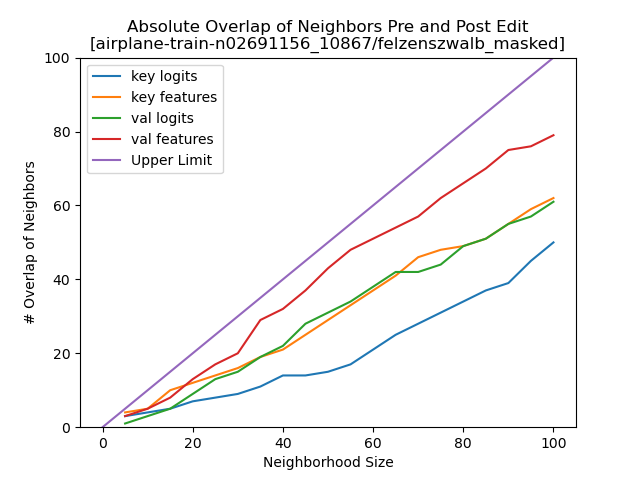 Absolute Overlap of Neighbors Pre and Post Edit
[airplane-train-n02691156_10867/felzenszwalb_masked]
key logits
key features
val logits
val features
Upper Limit
100
80
60
40
20
0
# Overlap of Neighbors
0 20 40 60 80 100
Neighborhood Size